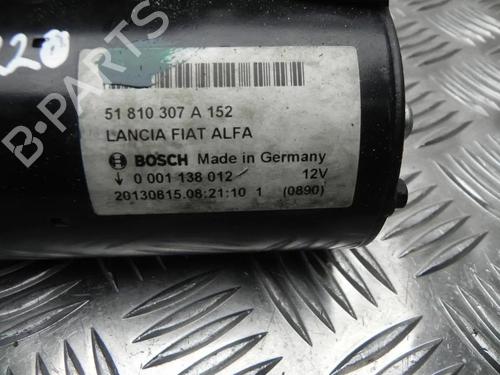 220
B-PARTS
51 810 307 A 152
LANCIA FIAT ALFA
BOSCH Made in Germany
↓ 0 001 138 012 12V
20130815.08:21:10 1 (0890)